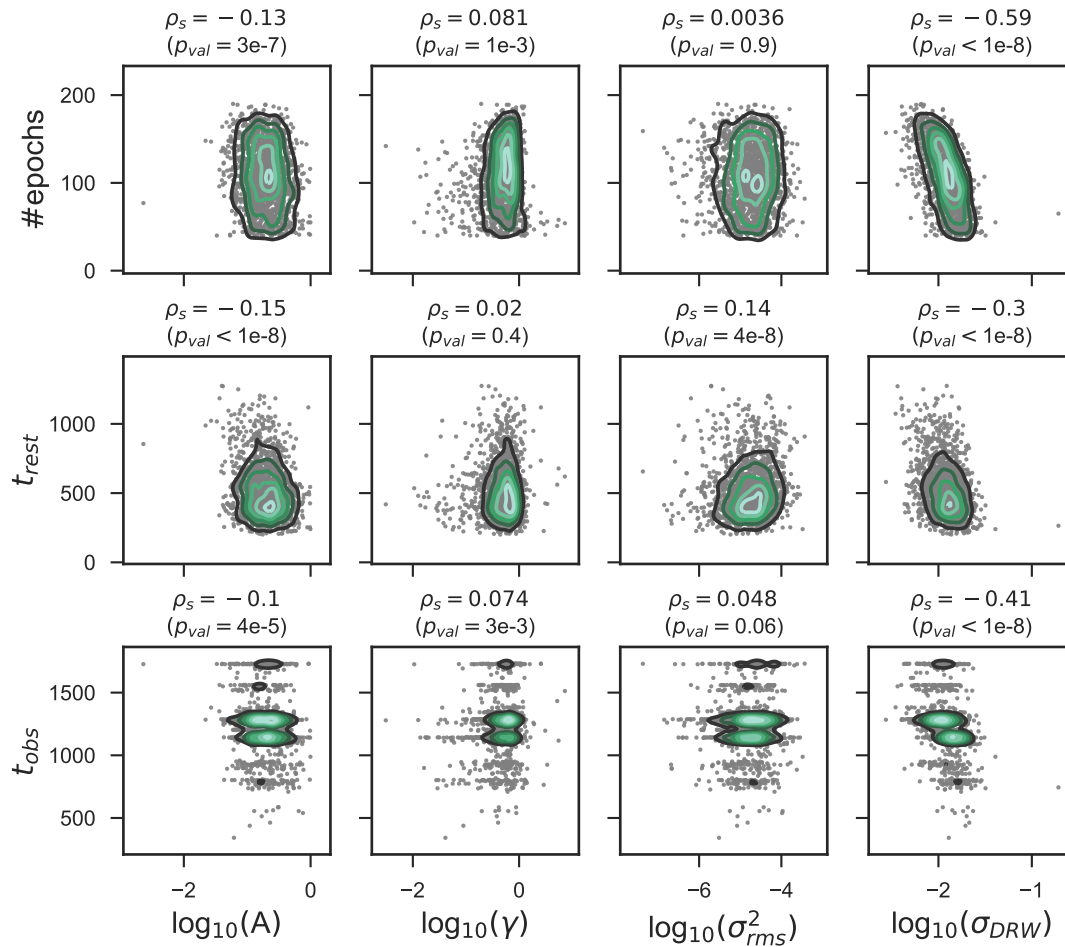 ρs = −0.13 ρs = 0.081 ρs = 0.0036 ρs = −0.59
(pval = 3e-7) (pval = 1e-3) (pval = 0.9) (pval < 1e-8)
200
100
0
#epochs
ρs = −0.15 ρs = 0.02 ρs = 0.14 ρs = −0.3
(pval < 1e-8) (pval = 0.4) (pval = 4e-8) (pval < 1e-8)
1000
500
0
trest
ρs = −0.1 ρs = 0.074 ρs = 0.048 ρs = −0.41
(pval = 4e-5) (pval = 3e-3) (pval = 0.06) (pval < 1e-8)
1500
1000
500
tobs
−2 0 −2 0 −6 −4 −2 −1
log10(A) log10(γ) log10(σ²rms) log10(σDRW)